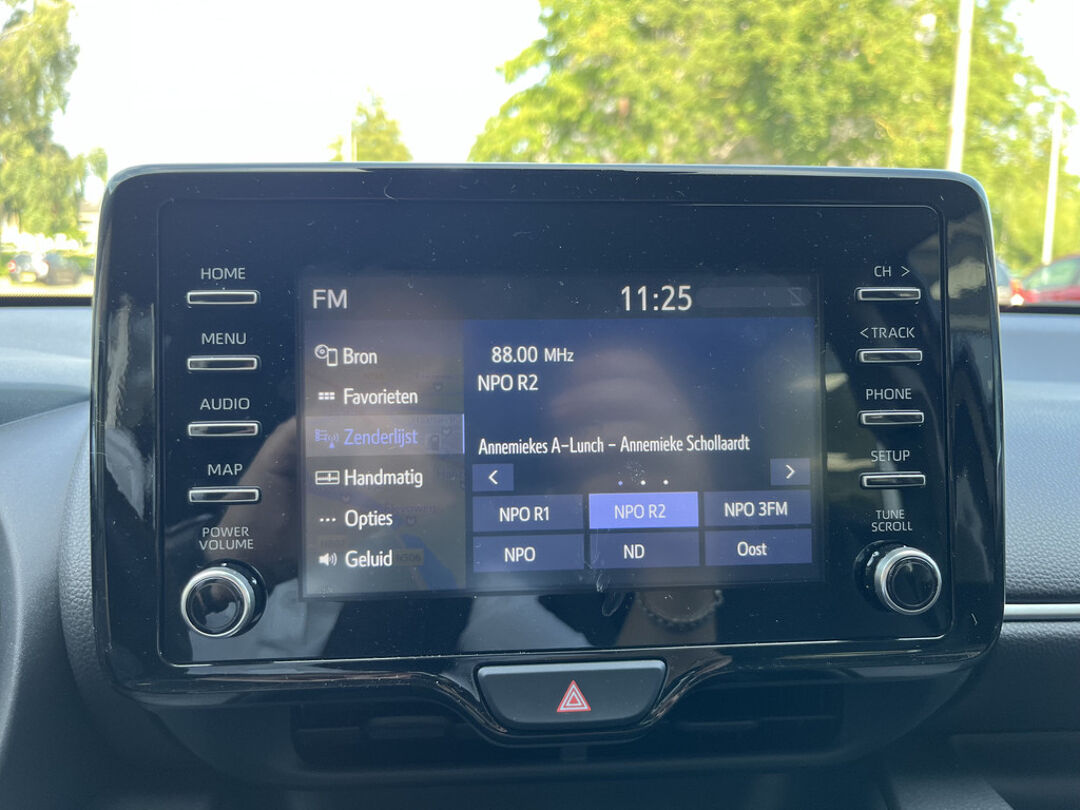 HOME
MENU
AUDIO
MAP
POWER
VOLUME
FM
11:25
Bron
Favorieten
Zenderlijst
Handmatig
Opties
Geluid
88.00 MHz
NPO R2
Annemiekes A-Lunch - Annemieke Schollaardt
<
>
NPO R1
NPO R2
NPO 3FM
NPO
ND
Oost
CH >
< TRACK
PHONE
SETUP
TUNE
SCROLL